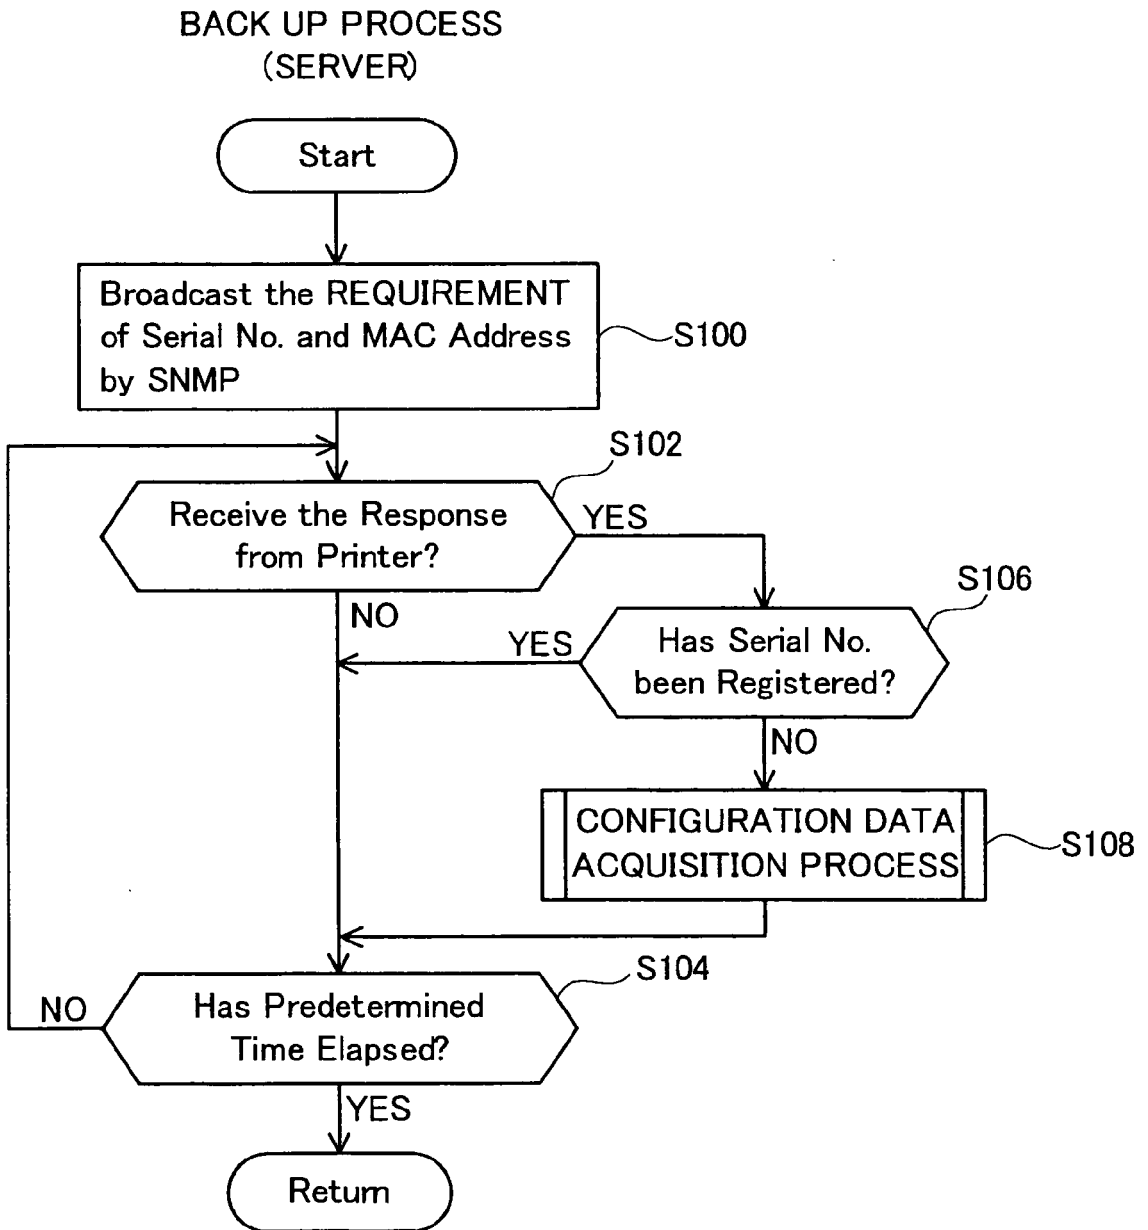 BACK UP PROCESS
(SERVER)
Start
Broadcast the REQUIREMENT
of Serial No. and MAC Address
by SNMP
S100
S102
Receive the Response
from Printer?
YES
NO
S106
Has Serial No.
been Registered?
YES
NO
CONFIGURATION DATA
ACQUISITION PROCESS
S108
S104
Has Predetermined
Time Elapsed?
NO
YES
Return